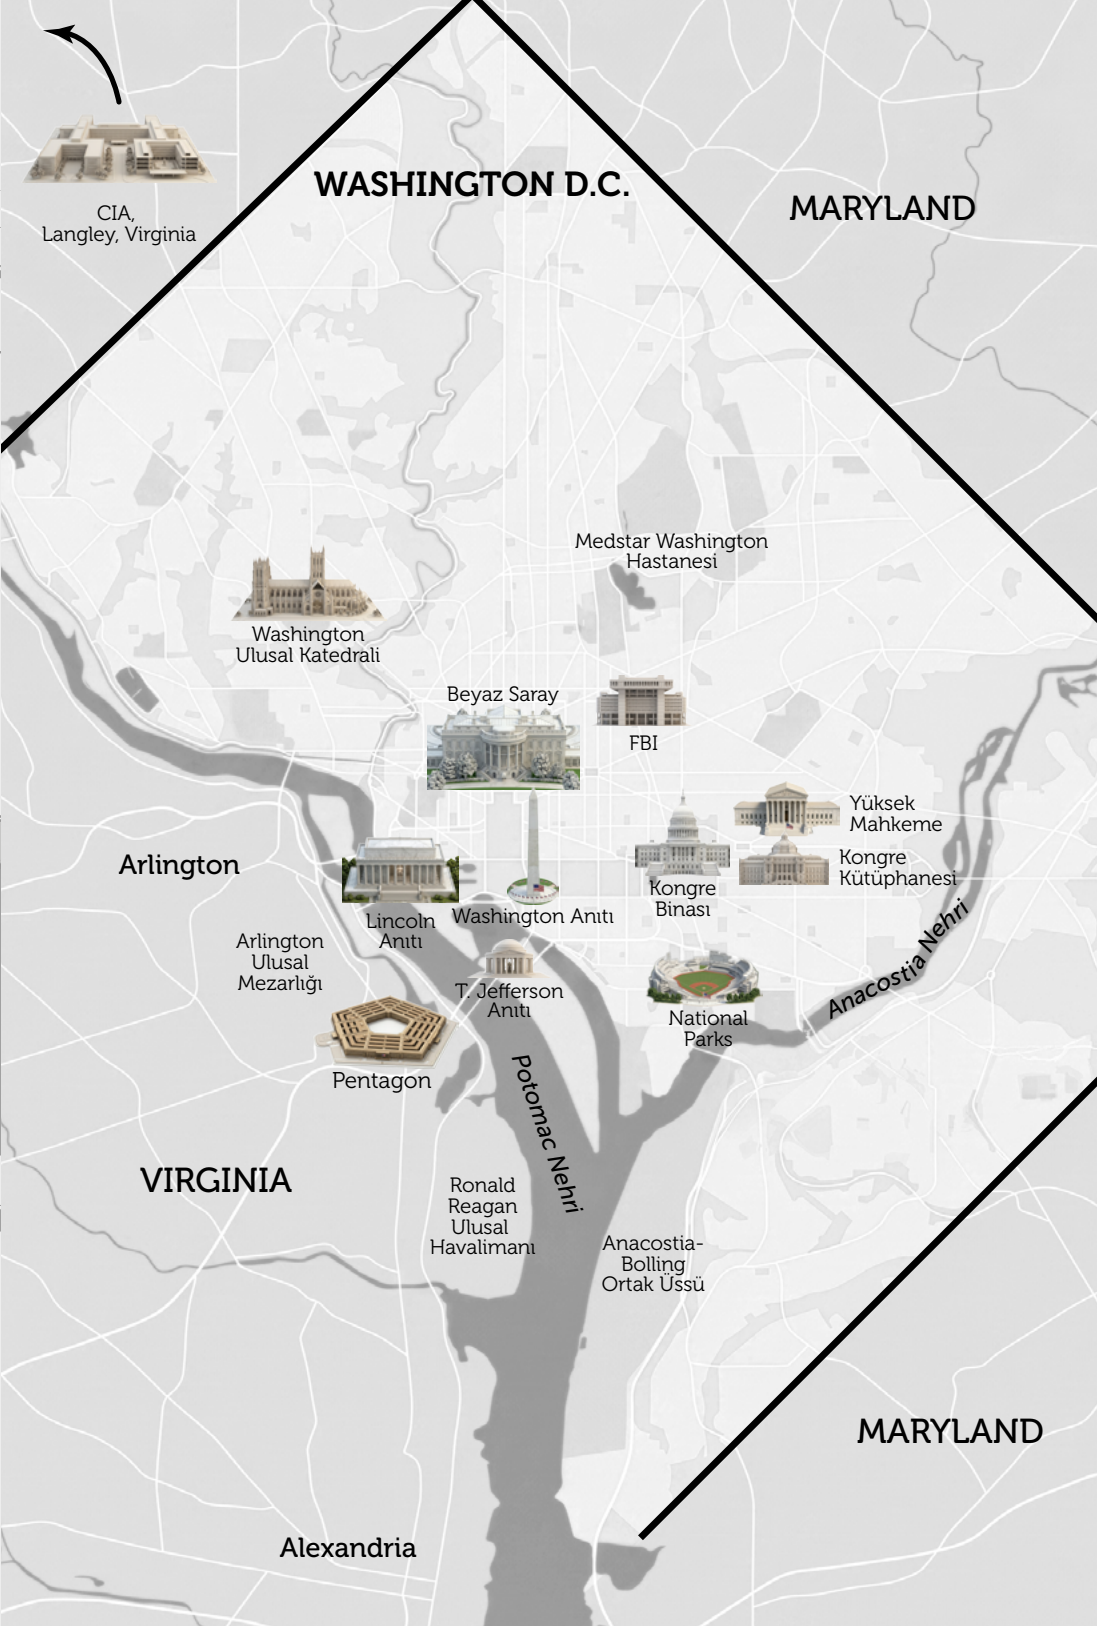 WASHINGTON D.C.
MARYLAND
CIA,
Langley, Virginia
Medstar Washington
Hastanesi
Washington
Ulusal Katedrali
Beyaz Saray
FBI
Yüksek
Mahkeme
Kongre
Kütüphanesi
Arlington
Kongre
Binası
Lincoln
Anıtı
Washington Anıtı
Anacostia Nehri
Arlington
Ulusal
Mezarlığı
T. Jefferson
Anıtı
National
Parks
Pentagon
Potomac Nehri
VIRGINIA
Ronald
Reagan
Ulusal
Havalimanı
Anacostia-
Bolling
Ortak Üssü
MARYLAND
Alexandria